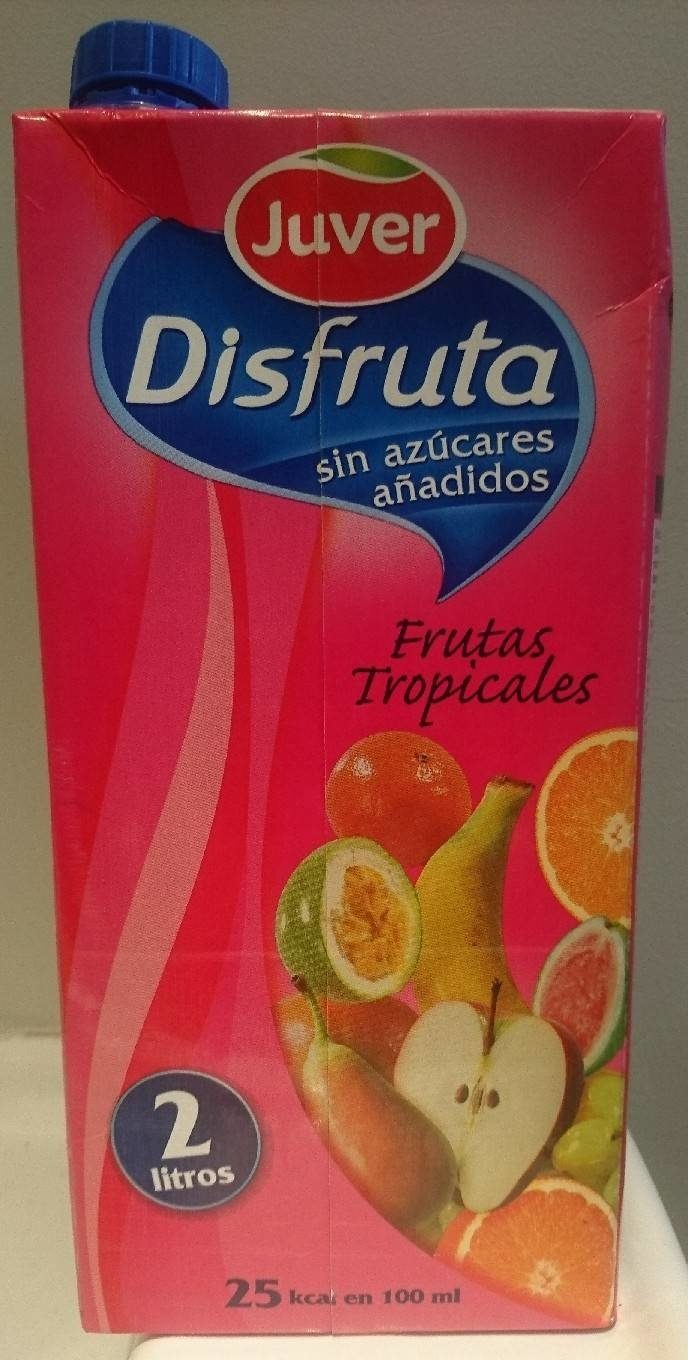 Juver
Disfruta
sin azúcares
añadidos
Frutas
Tropicales
2
litros
25 kcal en 100 ml